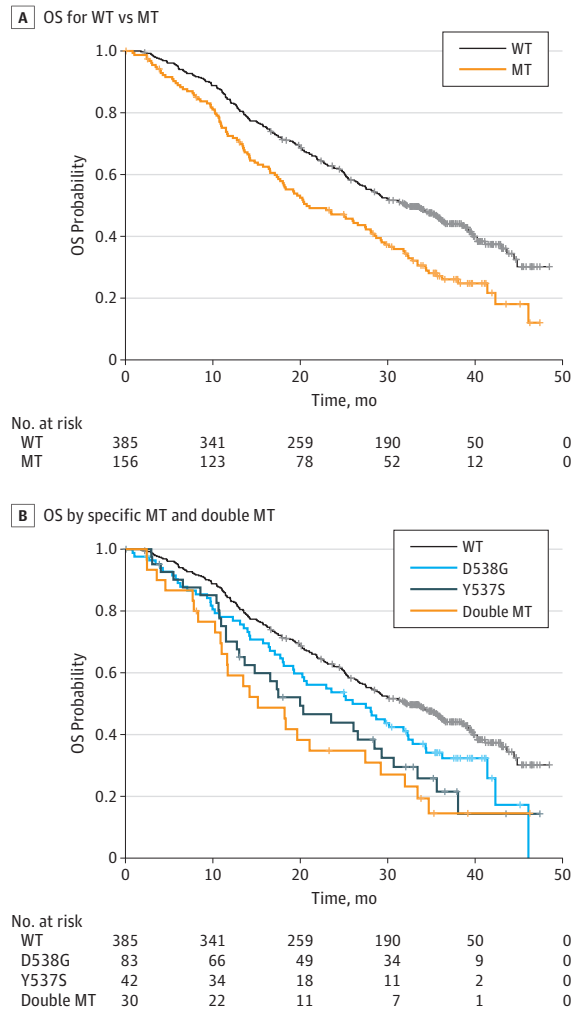 A OS for WT vs MT
1.0
0.8
0.6
0.4
0.2
0
OS Probability
WT
MT
0 10 20 30 40 50
Time, mo
No. at risk
WT 385 341 259 190 50 0
MT 156 123 78 52 12 0
B OS by specific MT and double MT
1.0
0.8
0.6
0.4
0.2
0
OS Probability
WT
D538G
Y537S
Double MT
0 10 20 30 40 50
Time, mo
No. at risk
WT 385 341 259 190 50 0
D538G 83 66 49 34 9 0
Y537S 42 34 18 11 2 0
Double MT 30 22 11 7 1 0